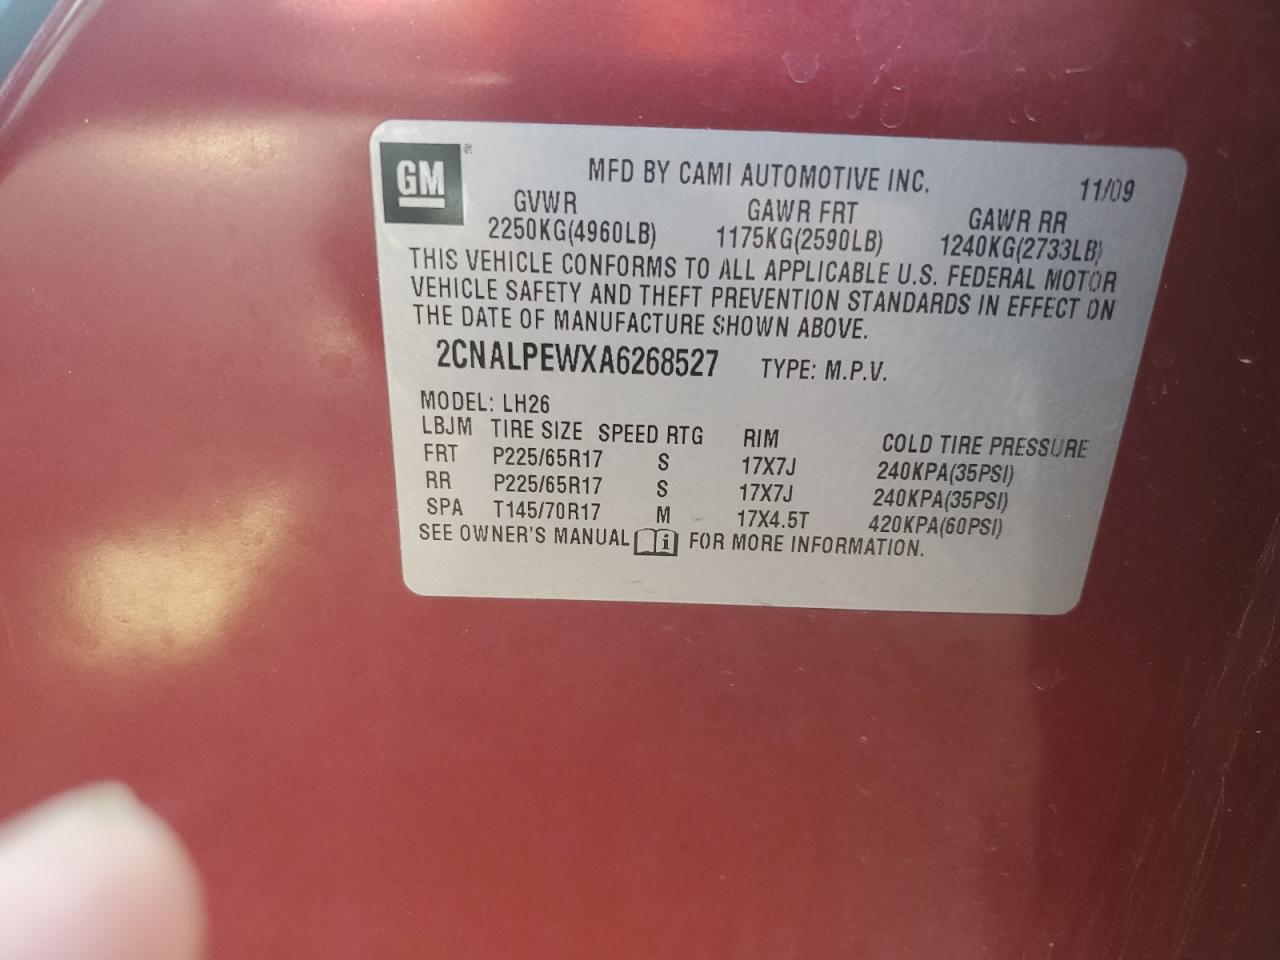 GM ®
MFD BY CAMI AUTOMOTIVE INC. 11/09
GVWR GAWR FRT GAWR RR
2250KG(4960LB) 1175KG(2590LB) 1240KG(2733LB)
THIS VEHICLE CONFORMS TO ALL APPLICABLE U.S. FEDERAL MOTOR
VEHICLE SAFETY AND THEFT PREVENTION STANDARDS IN EFFECT ON
THE DATE OF MANUFACTURE SHOWN ABOVE.
2CNALPEWXA6268527 TYPE: M.P.V.
MODEL: LH26
LBJM TIRE SIZE SPEED RTG RIM COLD TIRE PRESSURE
FRT P225/65R17 S 17X7J 240KPA(35PSI)
RR P225/65R17 S 17X7J 240KPA(35PSI)
SPA T145/70R17 M 17X4.5T 420KPA(60PSI)
SEE OWNER'S MANUAL i FOR MORE INFORMATION.